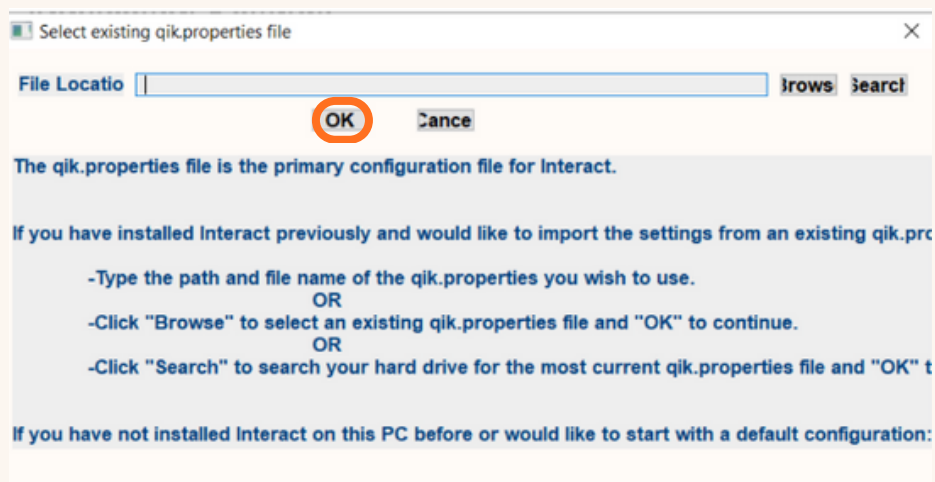 Select existing qik.properties file
File Locatio
OK
The qik.properties file is the primary configuration file for Interact.
If you have installed Interact previously and would like to import the settings from an existing
-Type the path and file name of the qik.properties you wish to use.
OR
-Click "Browse" to select an existing qik.properties file and "OK" to continue.
OR
-Click "Search" to search your hard drive for the most current qik.properties file and "OK"
If you have not installed Interact on this PC before or would like to start with a default configuration: